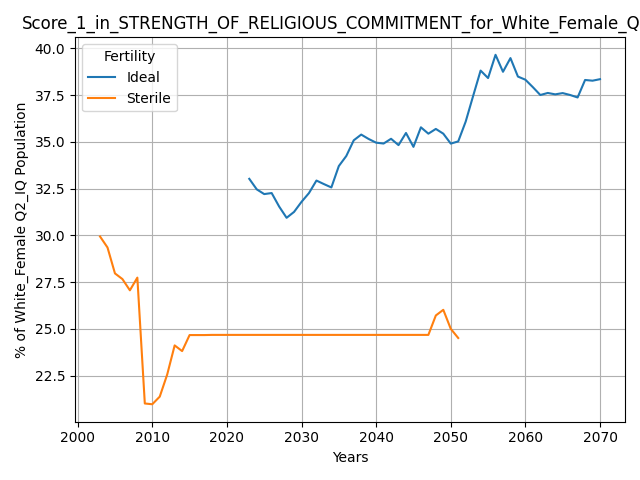 Score_1_in_STRENGTH_OF_RELIGIOUS_COMMITMENT_for_White_Female_Q
% of White_Female Q2_IQ Population
Fertility
Ideal
Sterile
40.0
37.5
35.0
32.5
30.0
27.5
25.0
22.5
2000 2010 2020 2030 2040 2050 2060 2070
Years